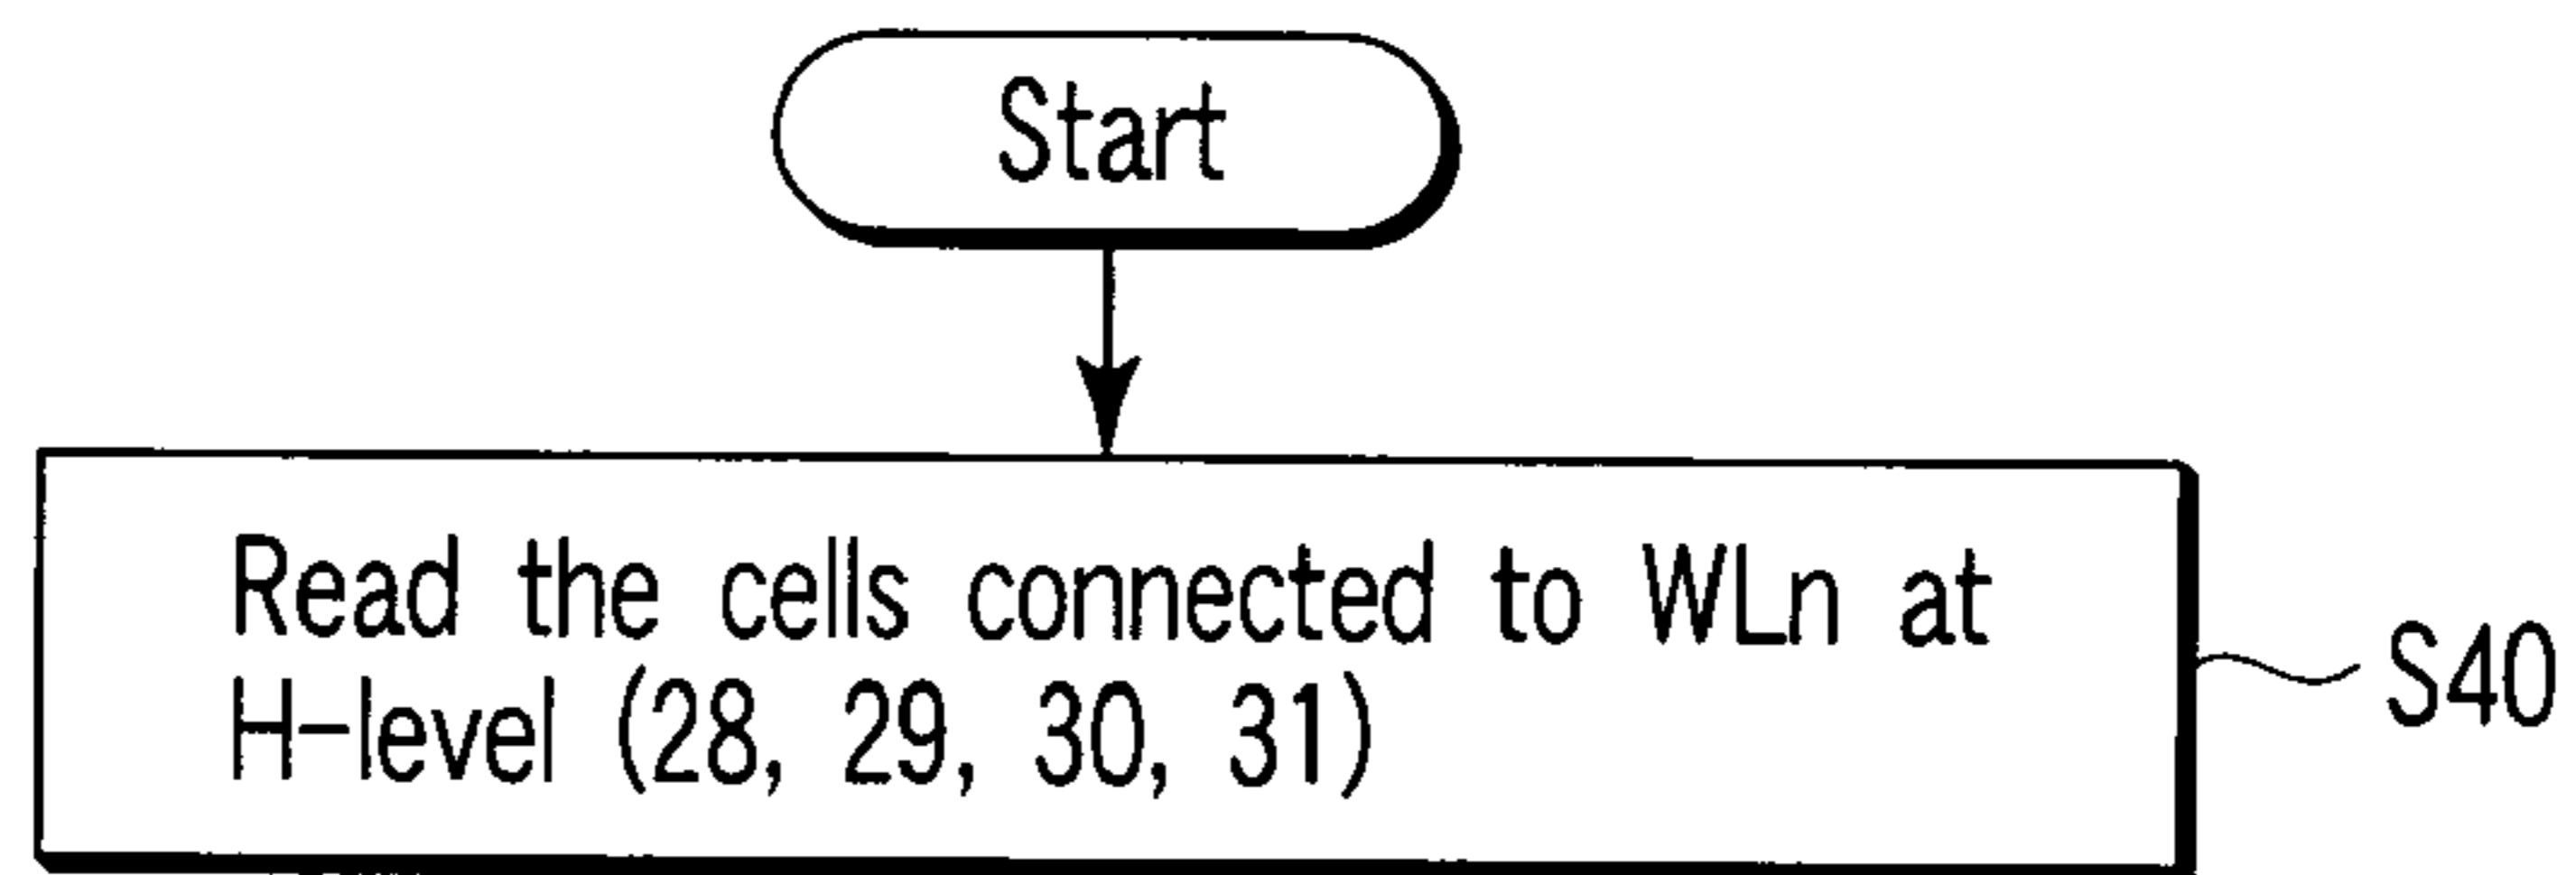 Start
Read the cells connected to WLn at
H-level (28, 29, 30, 31)
S40